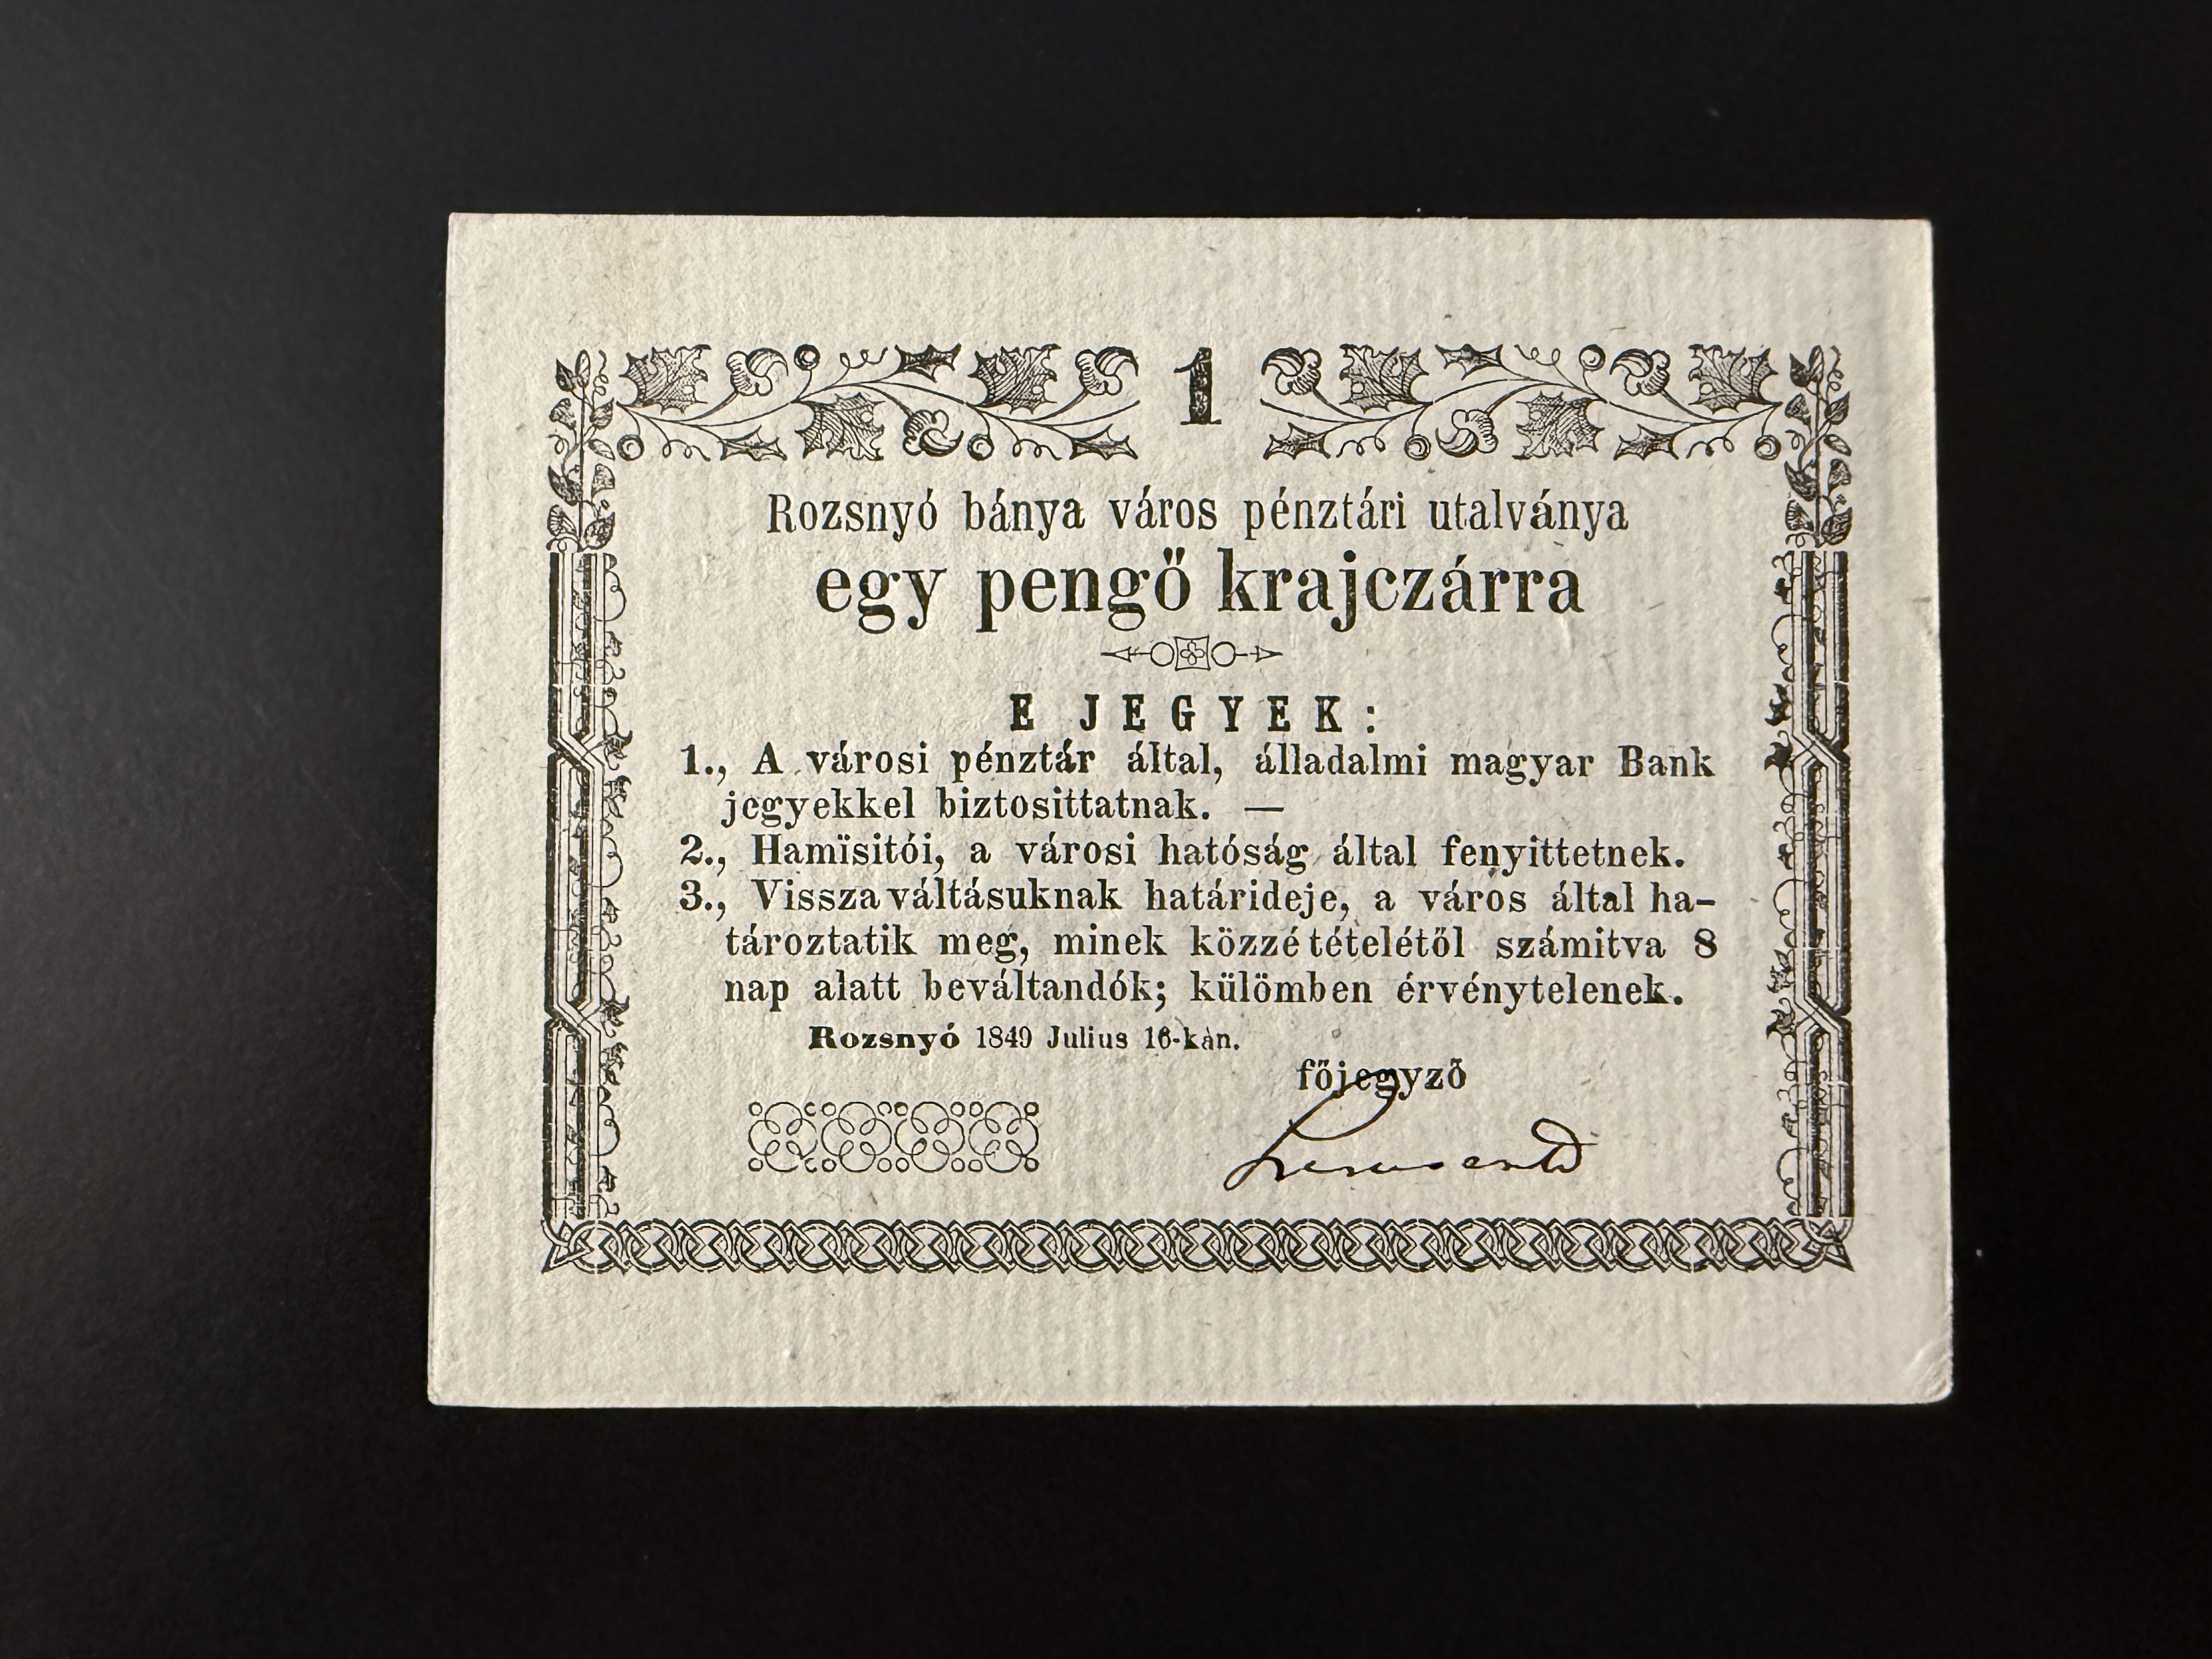 1
Rozsnyó bánya város pénztári utalványa
egy pengő krajczárra
E JEGYEK:
1., A városi pénztár által, álladalmi magyar Bank
jegyekkel biztosittatnak. —
2., Hamïsitói, a városi hatóság által fenyittetnek.
3., Vissza váltásuknak határideje, a város által ha-
tároztatik meg, minek közzé tételétől számitva 8
nap alatt beváltandók; külömben érvénytelenek.
Rozsnyó 1849 Julius 16-kàn.
főjegyző